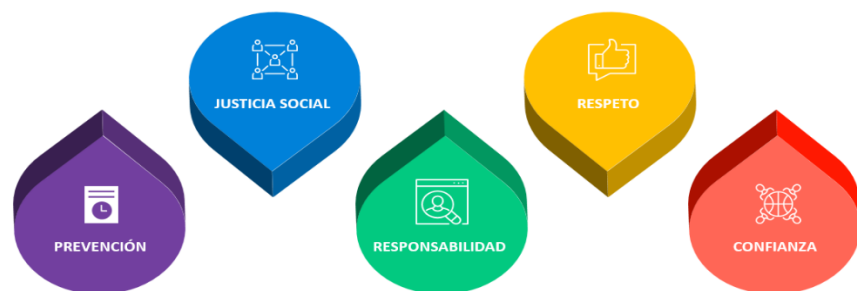 JUSTICIA SOCIAL
RESPETO
PREVENCIÓN
RESPONSABILIDAD
CONFIANZA